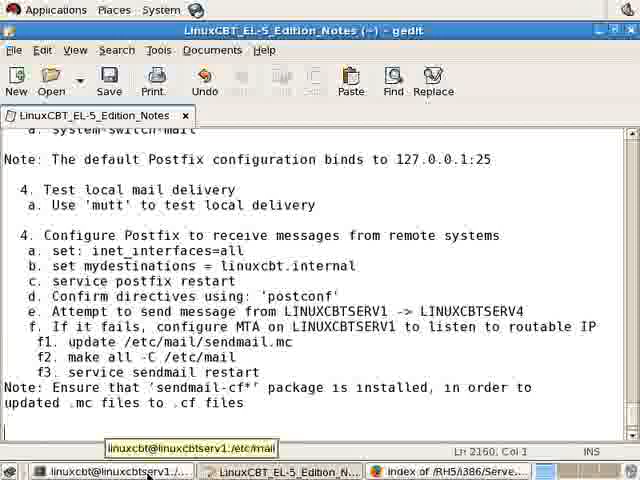 Applications Places System
LinuxCBT_EL-5_Edition_Notes (~) - gedit
File Edit View Search Tools Documents Help
New Open Save Print. Undo Paste Find Replace
LinuxCBT_EL-5_Edition_Notes ×
a. system-switch-mail
Note: The default Postfix configuration binds to 127.0.0.1:25
4. Test local mail delivery
a. Use 'mutt' to test local delivery
4. Configure Postfix to receive messages from remote systems
a. set: inet_interfaces=all
b. set mydestinations = linuxcbt.internal
c. service postfix restart
d. Confirm directives using: 'postconf'
e. Attempt to send message from LINUXCBTSERV1 -> LINUXCBTSERV4
f. If it fails, configure MTA on LINUXCBTSERV1 to listen to routable IP
f1. update /etc/mail/sendmail.mc
f2. make all -C /etc/mail
f3. service sendmail restart
Note: Ensure that 'sendmail-cf*' package is installed, in order to
updated .mc files to .cf files
linuxcbt@linuxcbtserv1:/etc/mail
Ln 2160, Col 1 INS
linuxcbt@linuxcbtserv1:/... LinuxCBT_EL-5_Edition_N... Index of /RH5/i386/Serve...